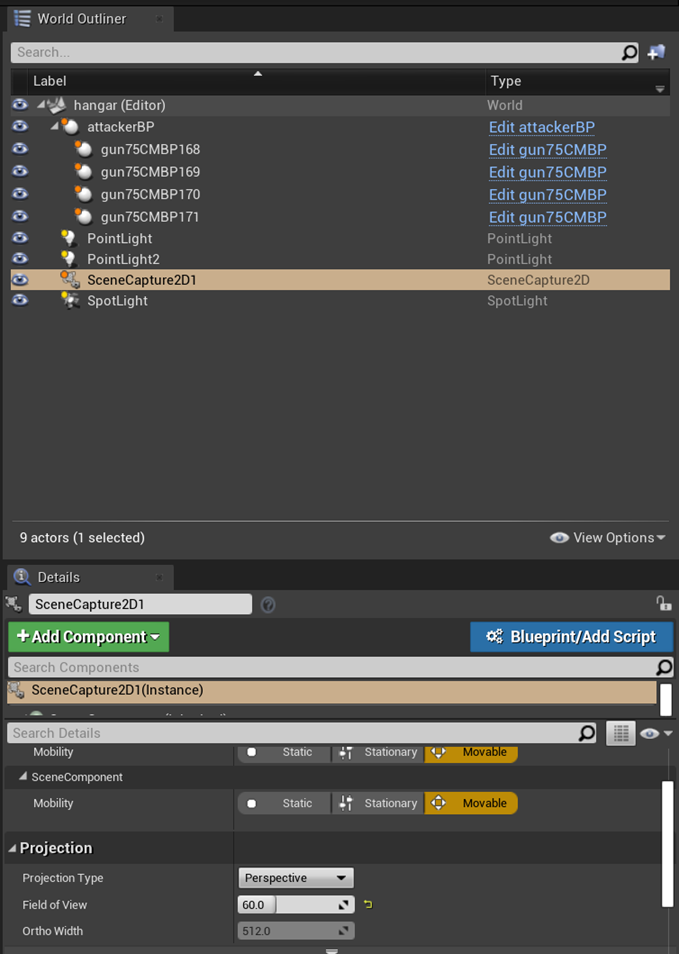 World Outliner
Search...
Label Type
hangar (Editor) World
attackerBP Edit attackerBP
gun75CMBP168 Edit gun75CMBP
gun75CMBP169 Edit gun75CMBP
gun75CMBP170 Edit gun75CMBP
gun75CMBP171 Edit gun75CMBP
PointLight PointLight
PointLight2 PointLight
SceneCapture2D1 SceneCapture2D
SpotLight SpotLight
9 actors (1 selected) View Options
Details
SceneCapture2D1
+Add Component Blueprint/Add Script
Search Components
SceneCapture2D1(Instance)
Search Details
Mobility Static Stationary Movable
SceneComponent
Mobility Static Stationary Movable
Projection
Projection Type Perspective
Field of View 60.0
Ortho Width 512.0